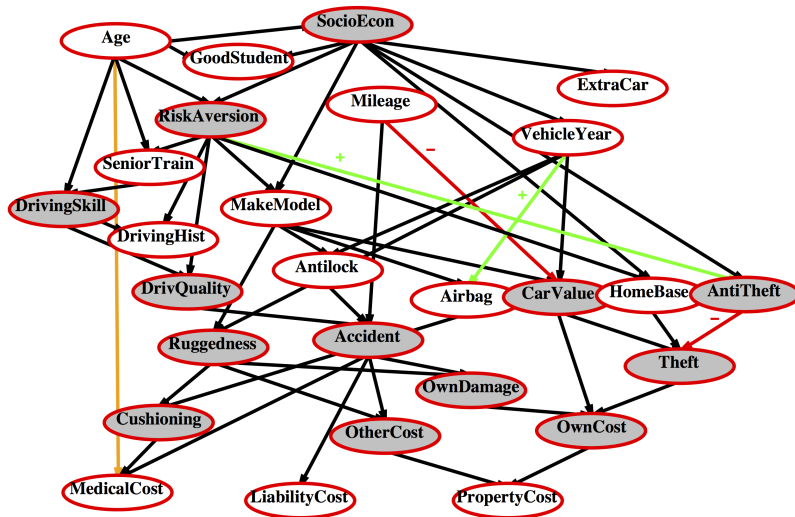 SocioEcon
Age
GoodStudent
ExtraCar
Mileage
RiskAversion
VehicleYear
−
+
SeniorTrain
+
DrivingSkill
MakeModel
DrivingHist
Antilock
DrivQuality
Airbag
CarValue
HomeBase
AntiTheft
−
Ruggedness
Accident
Theft
OwnDamage
Cushioning
OtherCost
OwnCost
MedicalCost
LiabilityCost
PropertyCost